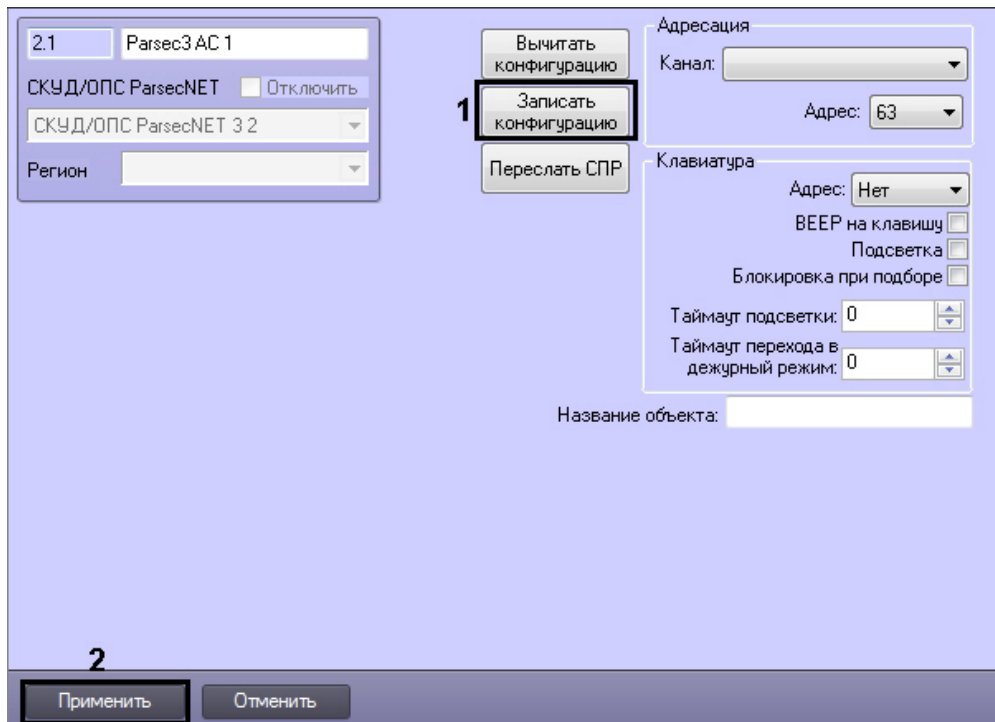 2.1
Parsec3 AC 1
СКУД/ОПС ParsecNET
Отключить
СКУД/ОПС ParsecNET 3 2
Регион
Вычитать
конфигурацию
1
Записать
конфигурацию
Переслать СПР
Адресация
Канал:
Адрес: 63
Клавиатура
Адрес: Нет
BEEP на клавишу
Подсветка
Блокировка при подборе
Таймаут подсветки: 0
Таймаут перехода в
дежурный режим: 0
Название объекта:
2
Применить
Отменить